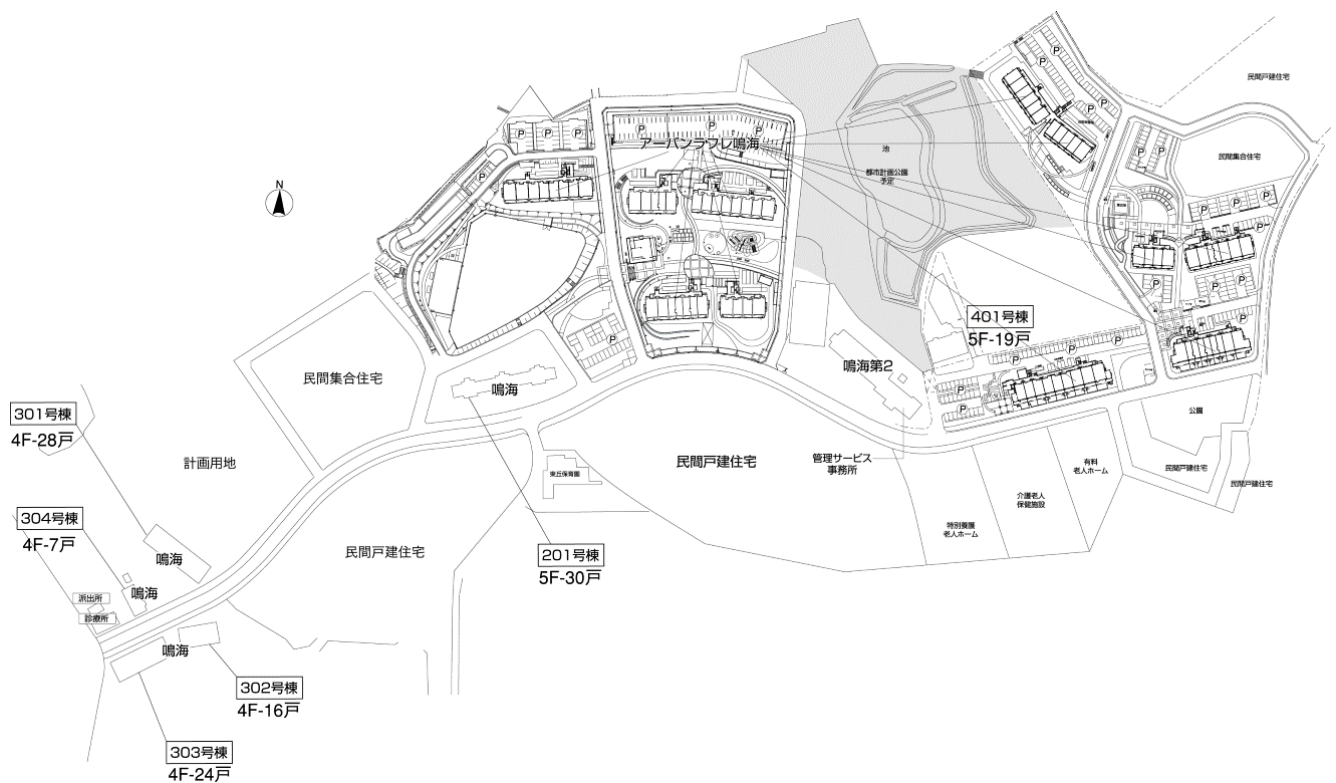 民間戸建住宅
民間集合住宅
アーバンラフレ鳴海
N
池
都市計画公園
予定
P
401号棟
5F-19戸
鳴海第2
民間集合住宅
鳴海
301号棟
4F-28戸
計画用地
民間戸建住宅
管理サービス
事務所
公園
有料
老人ホーム
民間戸建住宅
民間戸建住宅
東丘保育園
介護老人
保健施設
特別養護
老人ホーム
304号棟
4F-7戸
鳴海
民間戸建住宅
201号棟
5F-30戸
鳴海
派出所
診療所
鳴海
302号棟
4F-16戸
303号棟
4F-24戸